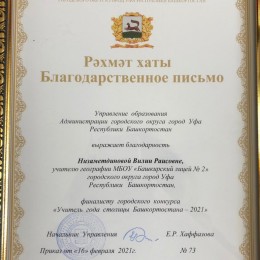 Рәхмәт хаты
Благодарственное письмо
Управление образования
Администрации городского округа город Уфа
Республики Башкортостан
выражает благодарность
Низаметдиновой Вилии Раисовне,
учителю географии МБОУ «Башкирский лицей № 2»
городского округа город Уфа
Республики Башкортостан,
финалисту городского конкурса
«Учитель года столицы Башкортостана – 2021»
Начальник Управления Е.Р. Хаффазова
Приказ от «16» февраля 2021г. № 73